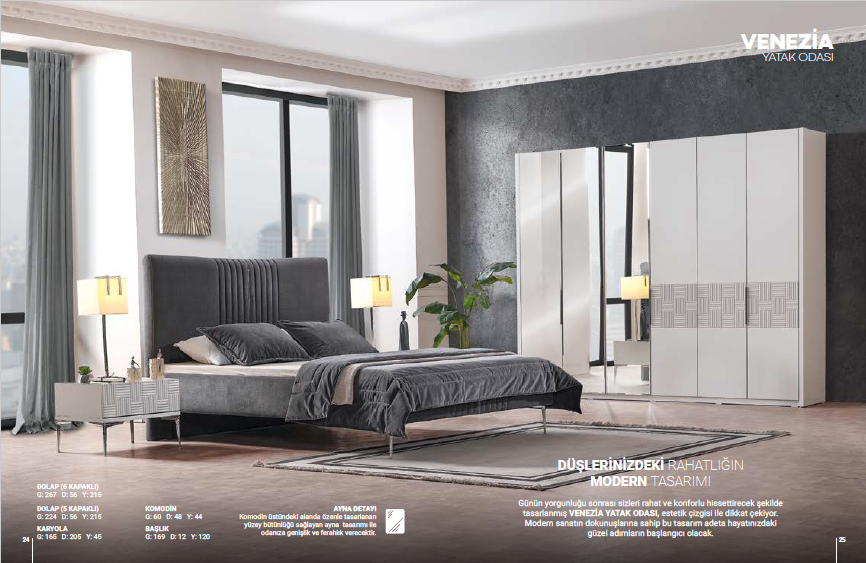 VENEZİA
YATAK ODASI
DÜŞLERİNİZDEKİ RAHATLIĞIN
MODERN TASARIMI
Günün yorgunluğu sonrası sizleri rahat ve konforlu hissettirecek şekilde
tasarlanmış VENEZİA YATAK ODASI, estetik çizgisi ile dikkat çekiyor.
Modern sanatın dokunuşlarına sahip bu tasarım adeta hayatınızdaki
güzel adımların başlangıcı olacak.
DOLAP (6 KAPAKLI)
G: 267 D: 56 Y: 215
DOLAP (5 KAPAKLI)
G: 224 D: 56 Y: 215
KARYOLA
G: 165 D: 205 Y: 45
KOMODİN
G: 60 D: 48 Y: 44
BAŞLIK
G: 169 D: 12 Y: 120
AYNA DETAYI
Komodin üstündeki alanda özenle tasarlanan
yüzey bütünlüğü sağlayan ayna tasarımı ile
odanıza genişlik ve ferahlık verecektir.
24
25